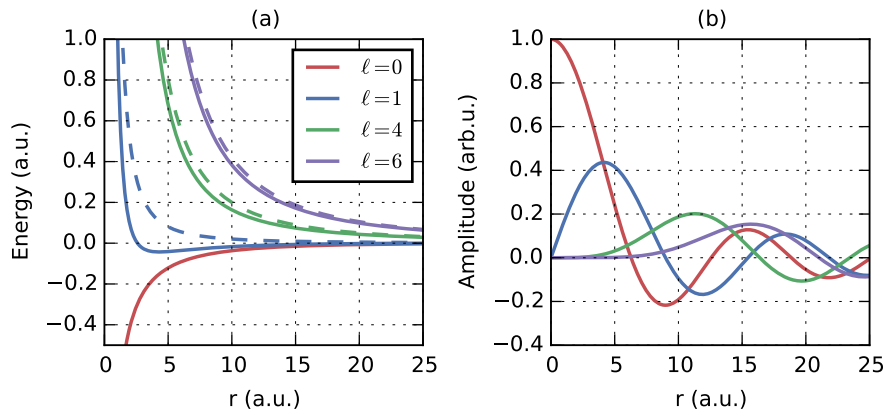 (a)
Energy (a.u.)
1.0
0.8
0.6
0.4
0.2
0.0
−0.2
−0.4
0 5 10 15 20 25
r (a.u.)
ℓ=0
ℓ=1
ℓ=4
ℓ=6
(b)
Amplitude (arb.u.)
1.0
0.8
0.6
0.4
0.2
0.0
−0.2
−0.4
0 5 10 15 20 25
r (a.u.)